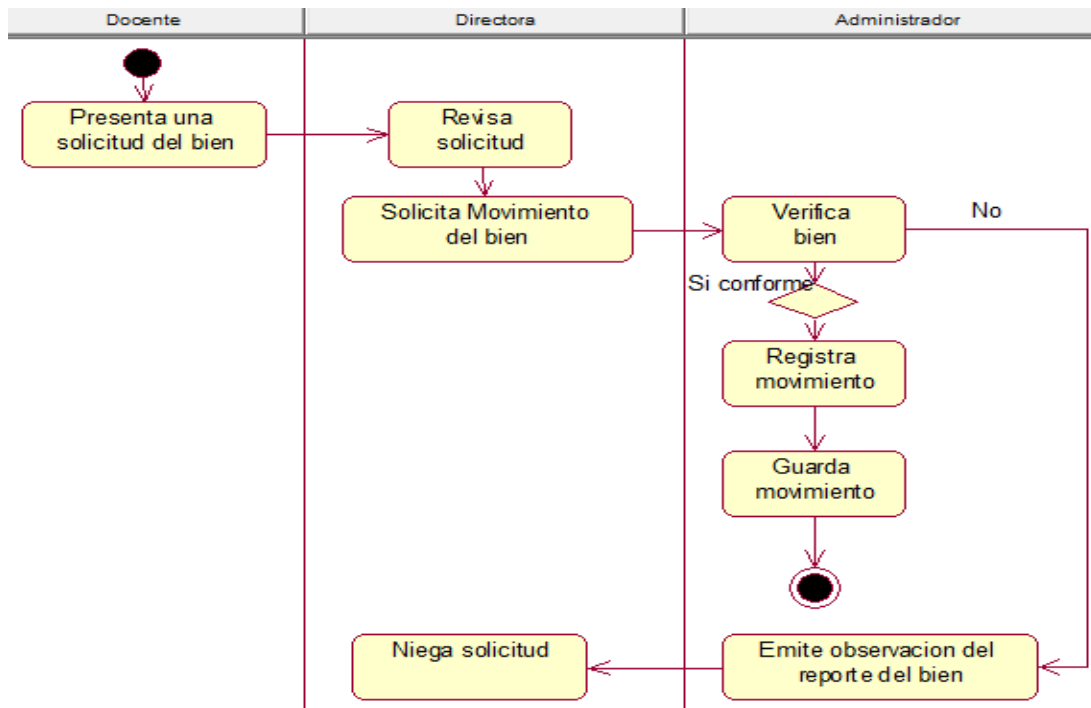 Docente
Directora
Administrador
Presenta una
solicitud del bien
Revisa
solicitud
Solicita Movimiento
del bien
Verifica
bien
No
Si conforme
Registra
movimiento
Guarda
movimiento
Niega solicitud
Emite observacion del
reporte del bien